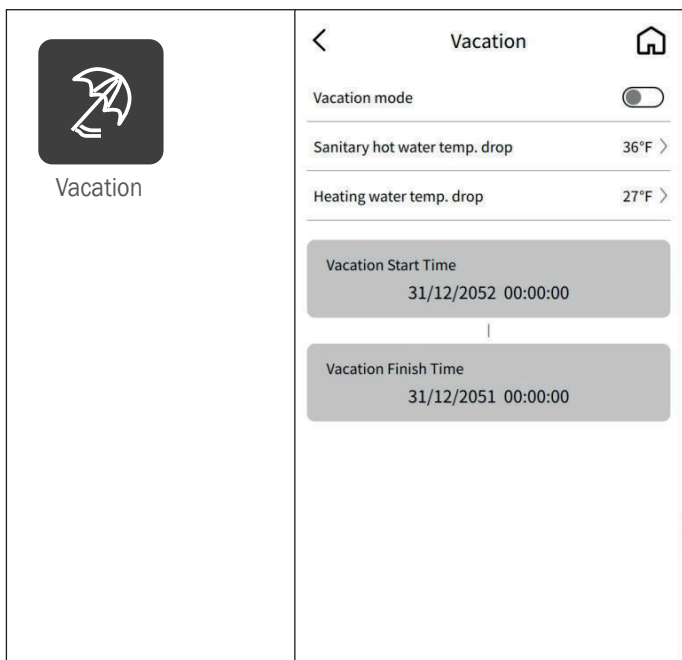 Vacation
Vacation
Vacation mode
Sanitary hot water temp. drop 36°F
Heating water temp. drop 27°F
Vacation Start Time
31/12/2052 00:00:00
Vacation Finish Time
31/12/2051 00:00:00